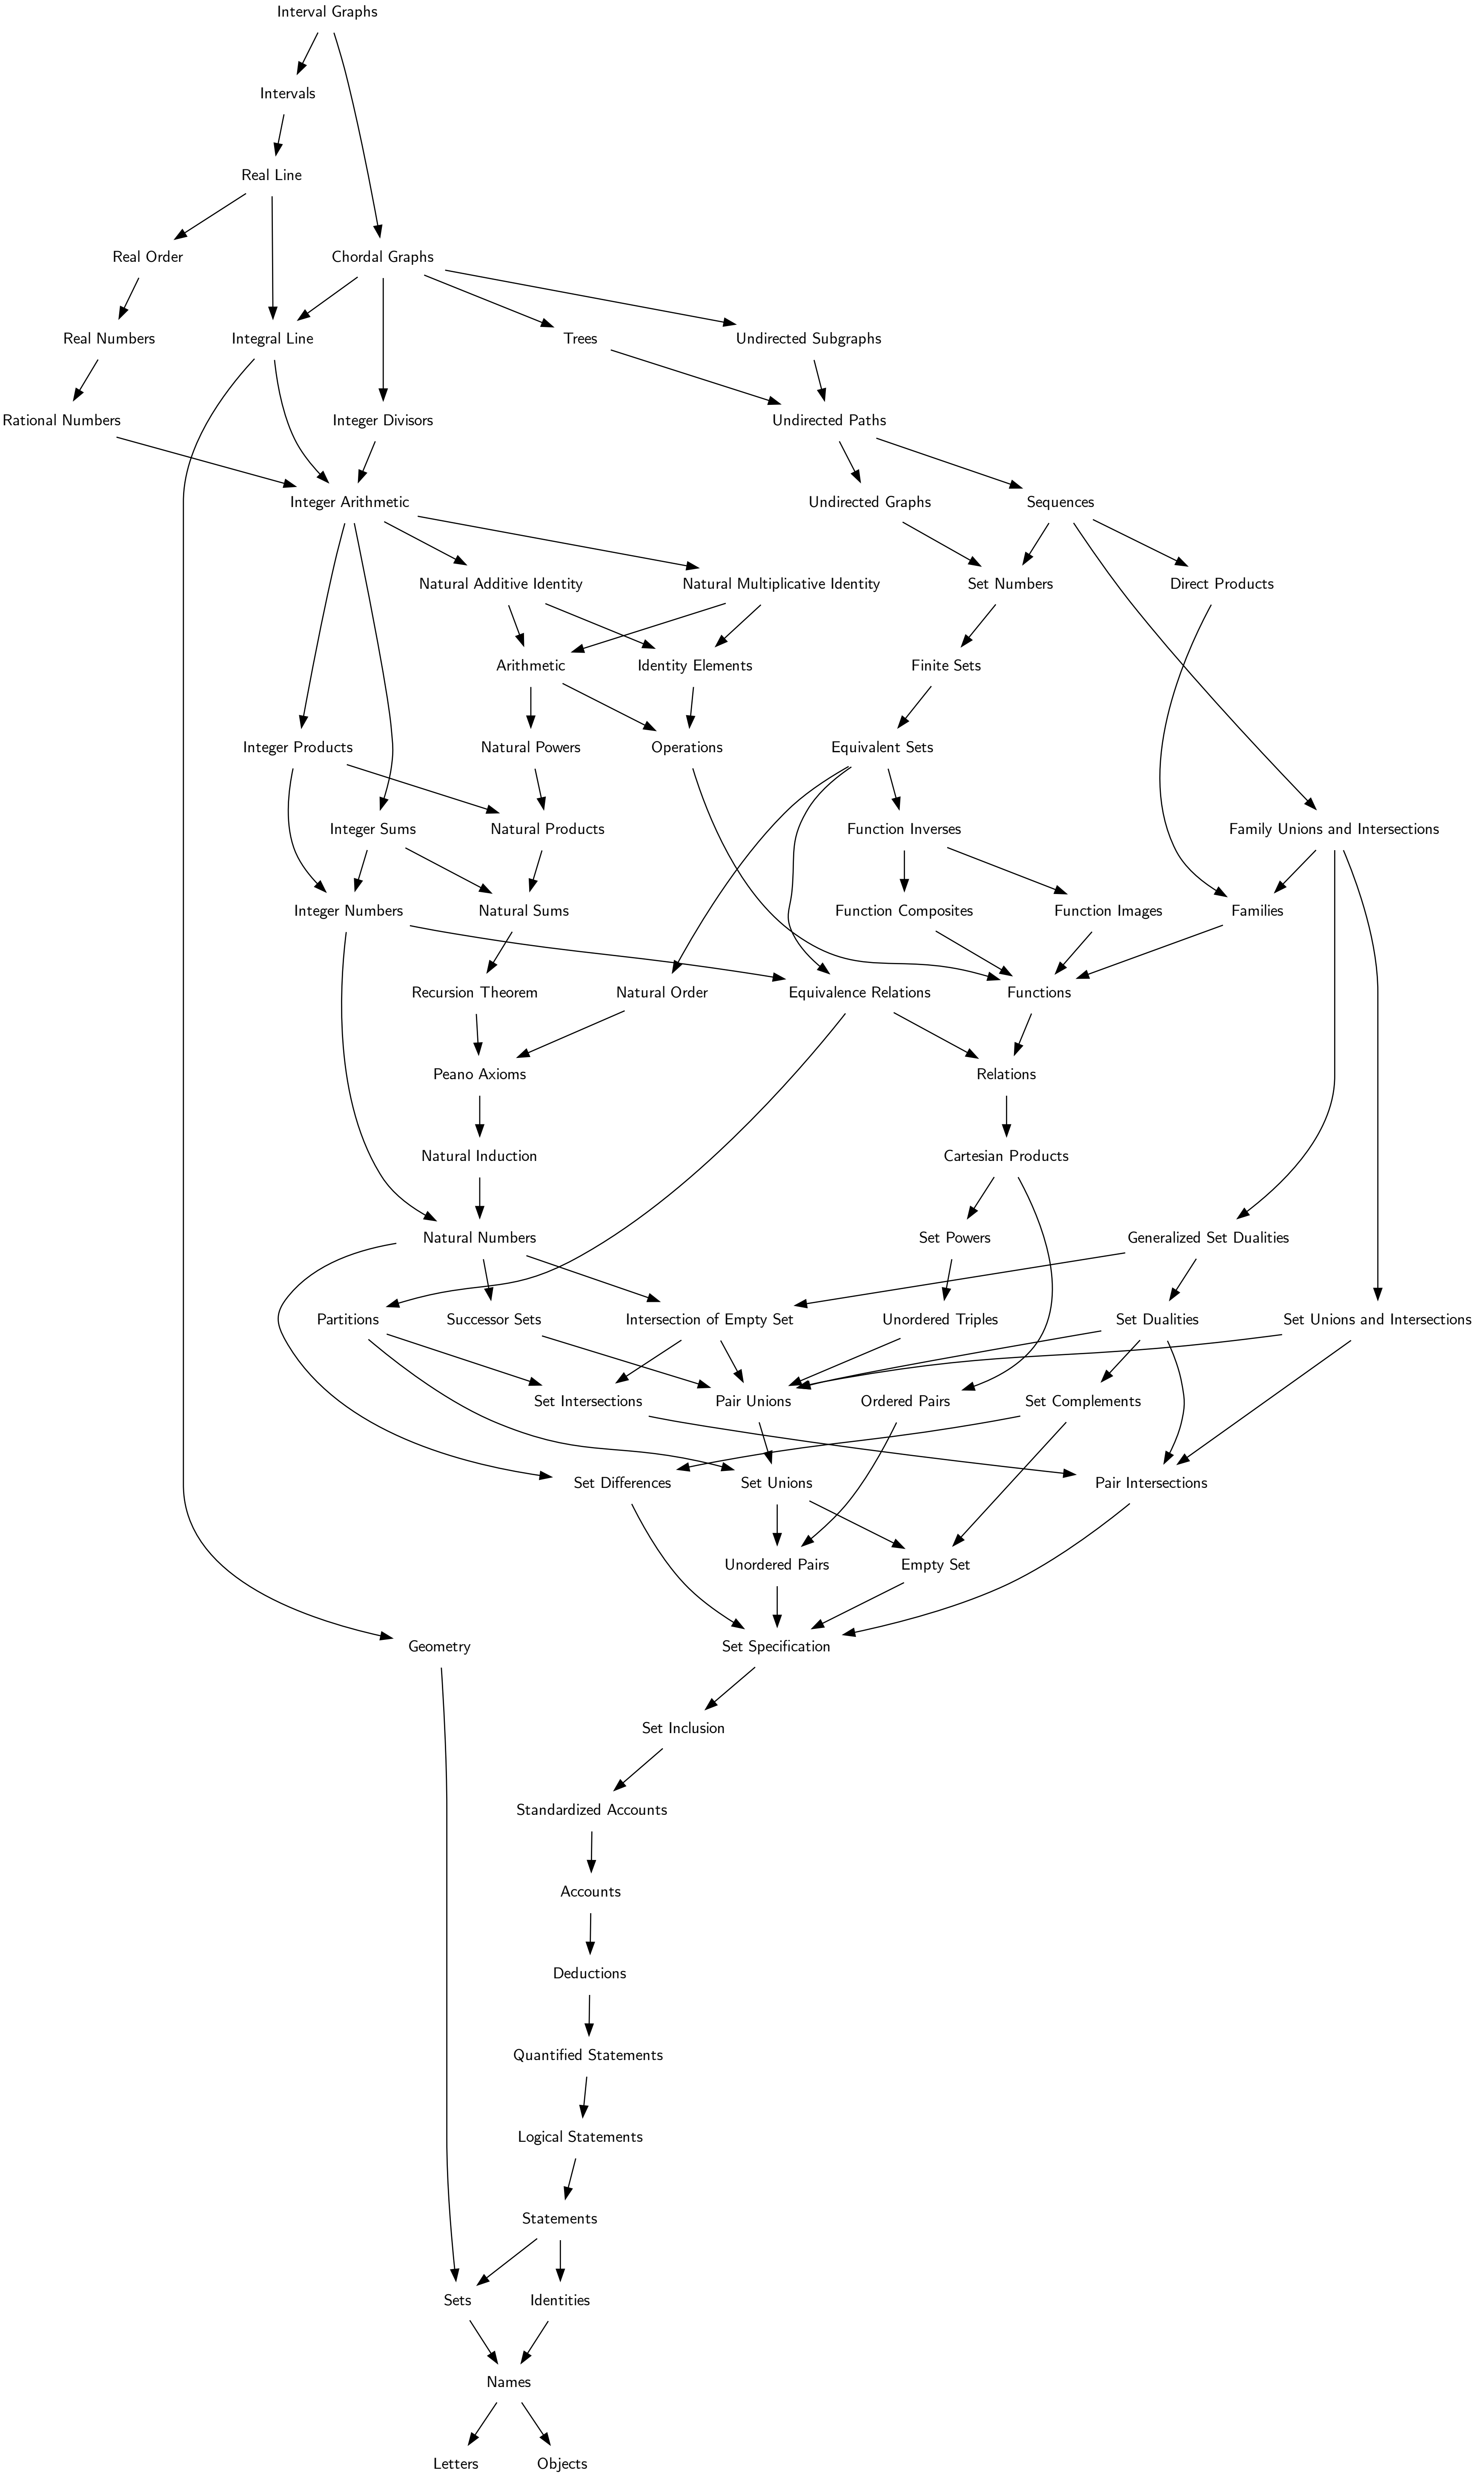 Interval Graphs
Intervals
Real Line
Real Order
Chordal Graphs
Real Numbers
Integral Line
Trees
Undirected Subgraphs
Rational Numbers
Integer Divisors
Undirected Paths
Integer Arithmetic
Undirected Graphs
Sequences
Natural Additive Identity
Natural Multiplicative Identity
Set Numbers
Direct Products
Arithmetic
Identity Elements
Finite Sets
Integer Products
Natural Powers
Operations
Equivalent Sets
Integer Sums
Natural Products
Function Inverses
Family Unions and Intersections
Integer Numbers
Natural Sums
Function Composites
Function Images
Families
Recursion Theorem
Natural Order
Equivalence Relations
Functions
Peano Axioms
Relations
Natural Induction
Cartesian Products
Natural Numbers
Set Powers
Generalized Set Dualities
Partitions
Successor Sets
Intersection of Empty Set
Unordered Triples
Set Dualities
Set Unions and Intersections
Set Intersections
Pair Unions
Ordered Pairs
Set Complements
Set Differences
Set Unions
Pair Intersections
Unordered Pairs
Empty Set
Geometry
Set Specification
Set Inclusion
Standardized Accounts
Accounts
Deductions
Quantified Statements
Logical Statements
Statements
Sets
Identities
Names
Letters
Objects